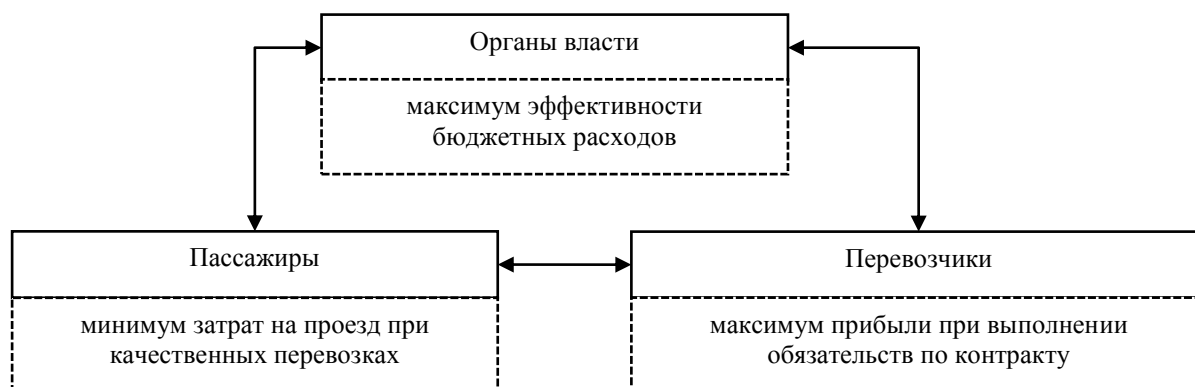 Органы власти
максимум эффективности
бюджетных расходов
Пассажиры
Перевозчики
минимум затрат на проезд при
качественных перевозках
максимум прибыли при выполнении
обязательств по контракту